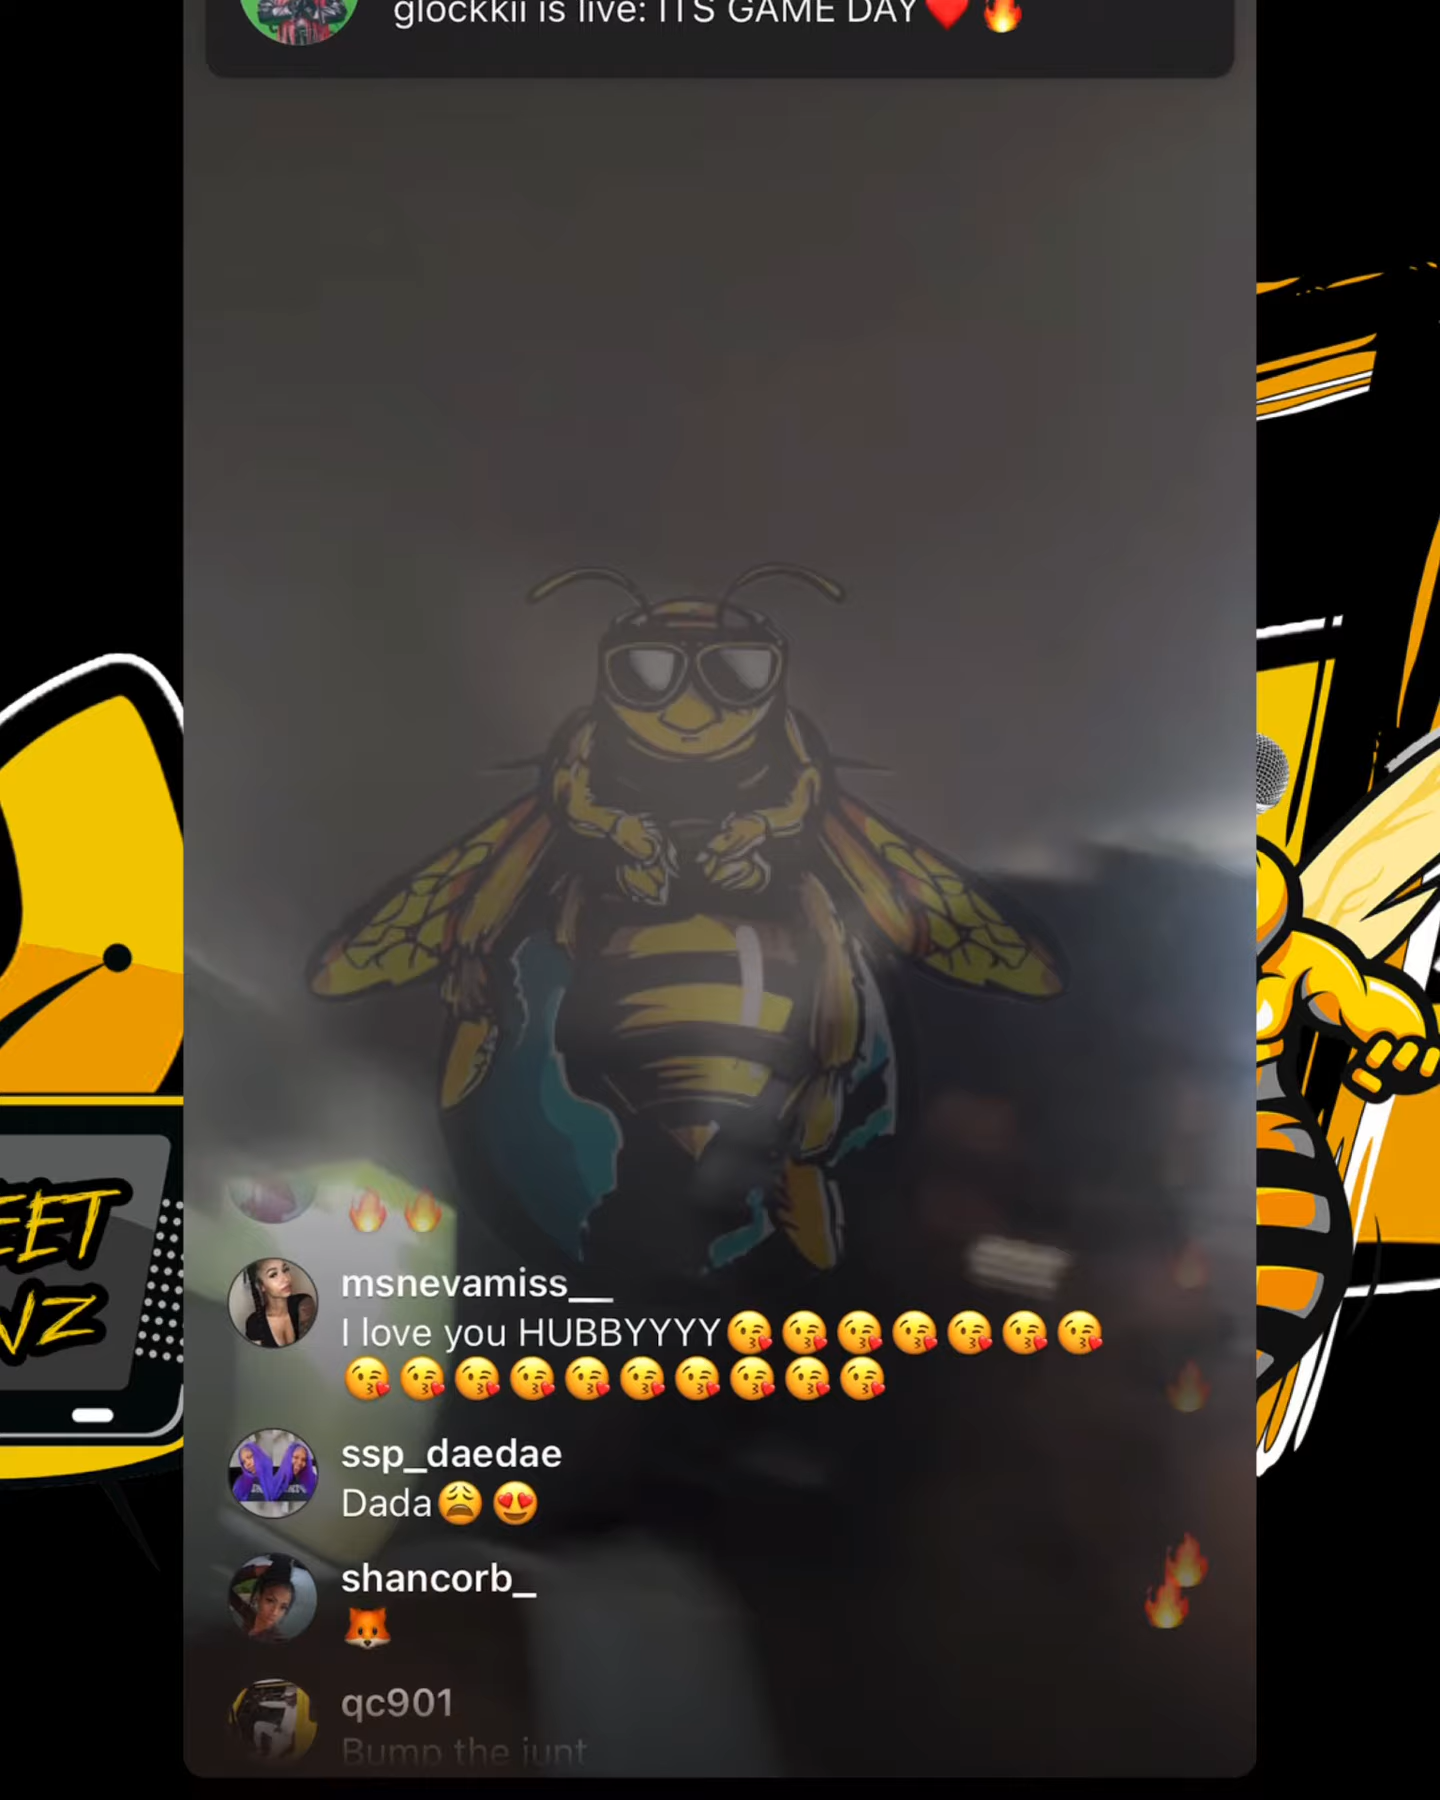 glockkii is live: ITS GAME DAY❤️🔥
🔥🔥
msnevamiss__
I love you HUBBYYYY😘😘😘😘😘😘😘
😘😘😘😘😘😘😘😘😘😘
ssp_daedae
Dada😩😍
shancorb_
🦊
qc901
Bump the junt